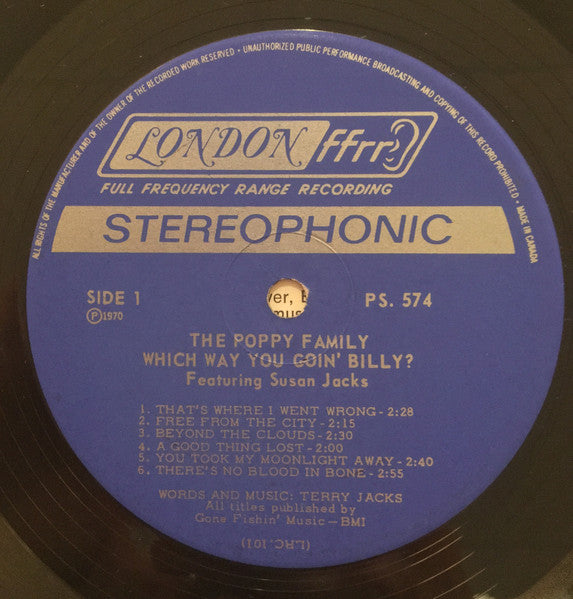 ALL RIGHTS OF THE MANUFACTURER AND OF THE OWNER OF THE RECORDED WORK RESERVED • UNAUTHORIZED PUBLIC PERFORMANCE BROADCASTING AND COPYING OF THIS RECORD PROHIBITED • MADE IN CANADA
LONDON ffrr
FULL FREQUENCY RANGE RECORDING
STEREOPHONIC
SIDE 1
Ⓟ1970
PS. 574
THE POPPY FAMILY
WHICH WAY YOU GOIN' BILLY?
Featuring Susan Jacks
1. THAT'S WHERE I WENT WRONG - 2:28
2. FREE FROM THE CITY - 2:15
3. BEYOND THE CLOUDS - 2:30
4. A GOOD THING LOST - 2:00
5. YOU TOOK MY MOONLIGHT AWAY - 2:40
6. THERE'S NO BLOOD IN BONE - 2:55
WORDS AND MUSIC: TERRY JACKS
All titles published by
Gone Fishin' Music — BMI